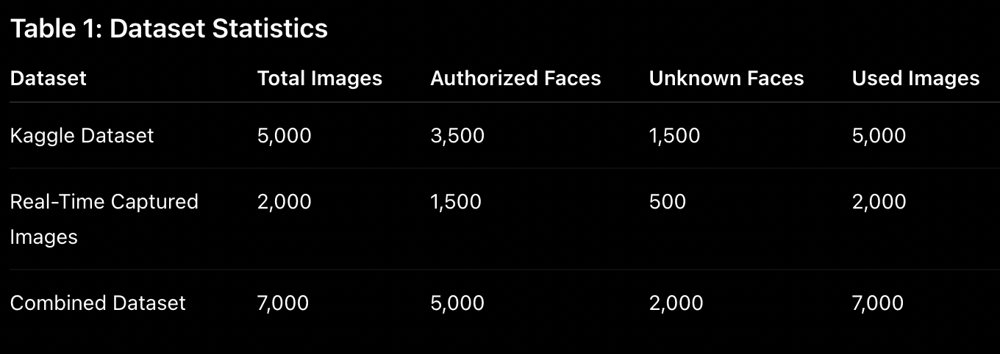 Table 1: Dataset Statistics
Dataset Total Images Authorized Faces Unknown Faces Used Images
Kaggle Dataset 5,000 3,500 1,500 5,000
Real-Time Captured 2,000 1,500 500 2,000
Images
Combined Dataset 7,000 5,000 2,000 7,000